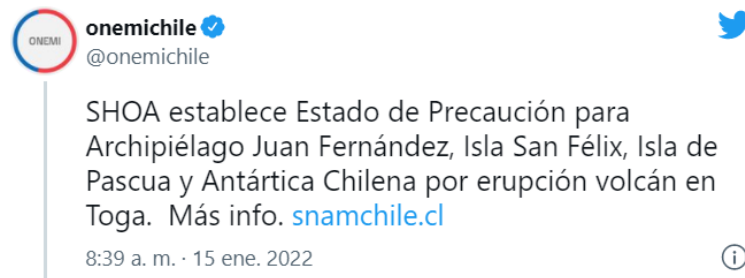 ONEMI
onemichile
@onemichile
SHOA establece Estado de Precaución para
Archipiélago Juan Fernández, Isla San Félix, Isla de
Pascua y Antártica Chilena por erupción volcán en
Toga.  Más info. snamchile.cl
8:39 a. m. · 15 ene. 2022